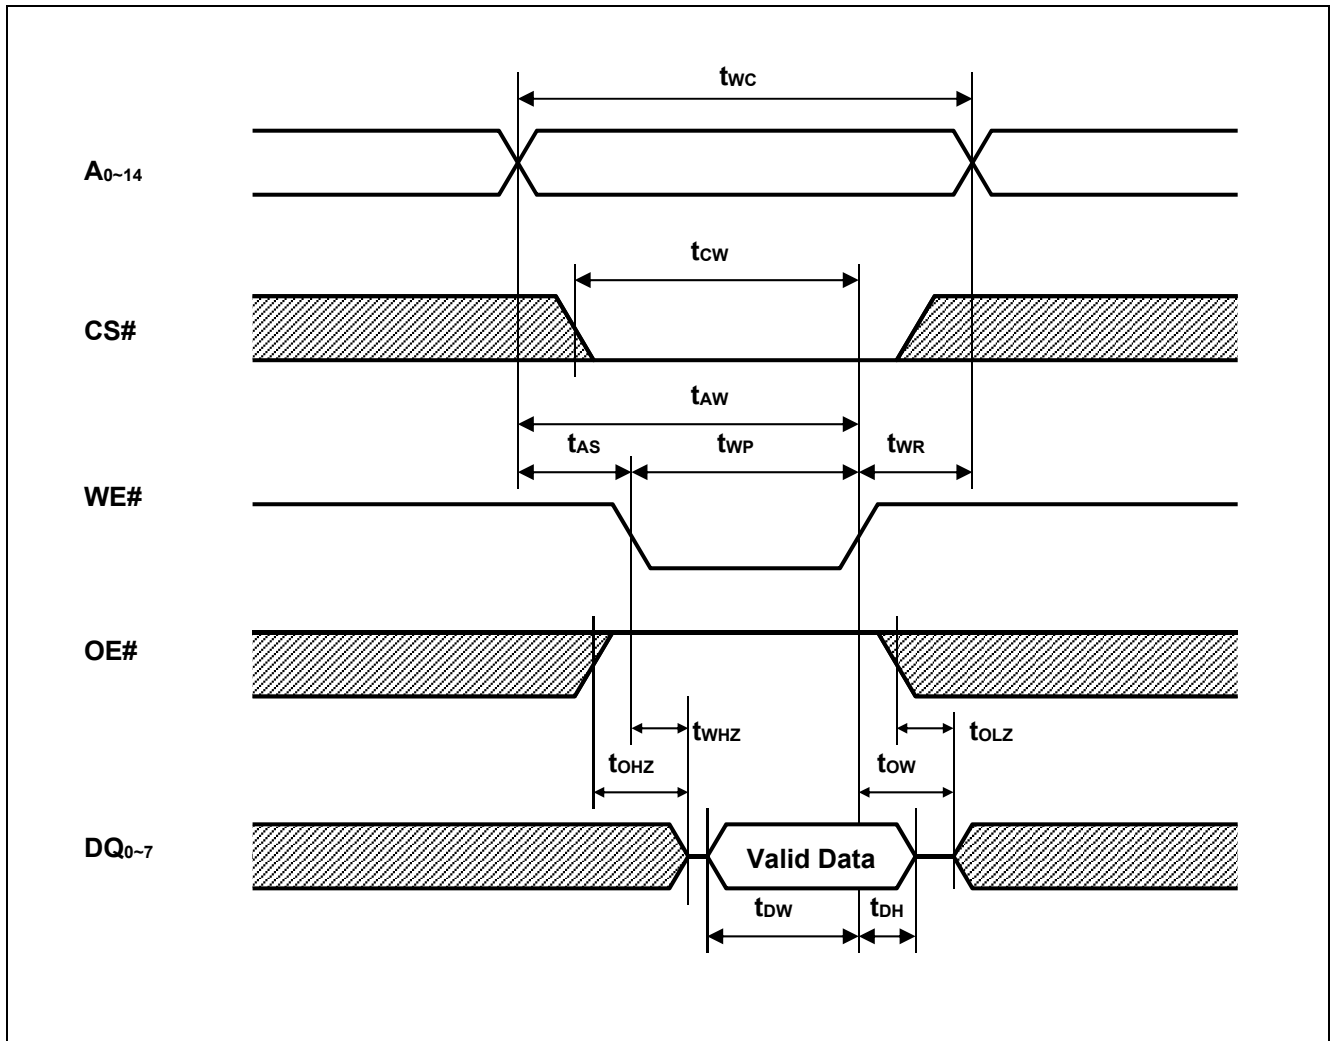 tWC
A0~14
tCW
CS#
tAW
tAS tWP tWR
WE#
OE#
tWHZ tOLZ
tOHZ tOW
DQ0~7 Valid Data
tDW tDH